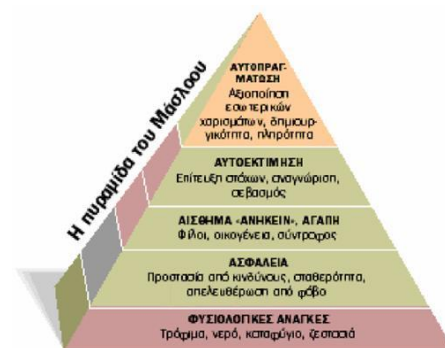 Η πυραμίδα του Μάσλοου
ΑΥΤΟΠΡΑΓ-
ΜΑΤΩΣΗ
Αξιοποίηση
εσωτερικών
χαρισμάτων, δημιουρ-
γικότητα, πληρότητα
ΑΥΤΟΕΚΤΙΜΗΣΗ
Επίτευξη στόχων, αναγνώριση,
σεβασμός
ΑΙΣΘΗΜΑ «ΑΝΗΚΕΙΝ», ΑΓΑΠΗ
Φίλοι, οικογένεια, σύντροφος
ΑΣΦΑΛΕΙΑ
Προστασία από κινδύνους, σταθερότητα,
απελευθέρωση από φόβο
ΦΥΣΙΟΛΟΓΙΚΕΣ ΑΝΑΓΚΕΣ
Τρόφιμα, νερό, καταφύγιο, ζεστασιά